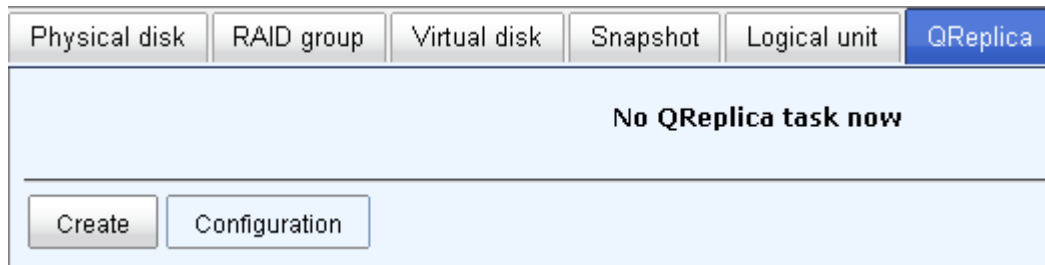 Physical disk RAID group Virtual disk Snapshot Logical unit QReplica
No QReplica task now
Create Configuration